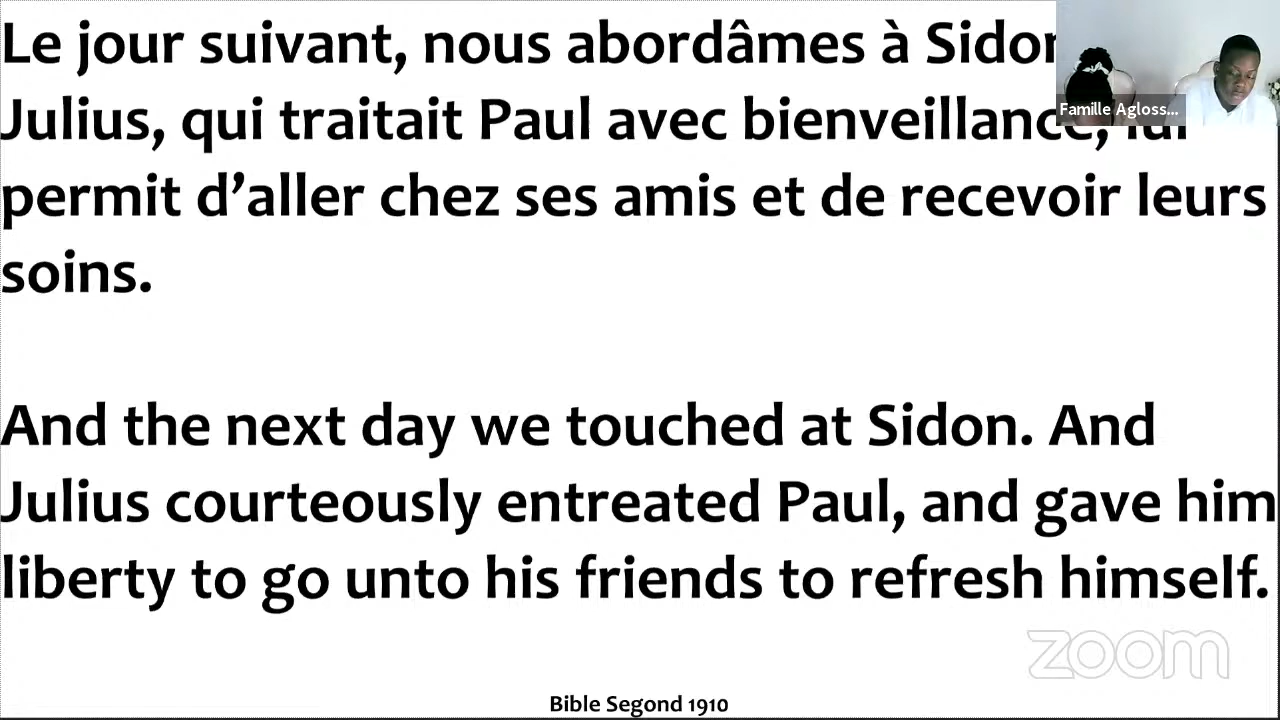 Le jour suivant, nous abordâmes à Sidon
Julius, qui traitait Paul avec bienveillance, lui
permit d’aller chez ses amis et de recevoir leurs
soins.
And the next day we touched at Sidon. And
Julius courteously entreated Paul, and gave him
liberty to go unto his friends to refresh himself.
Famille Agloss...
zoom
Bible Segond 1910